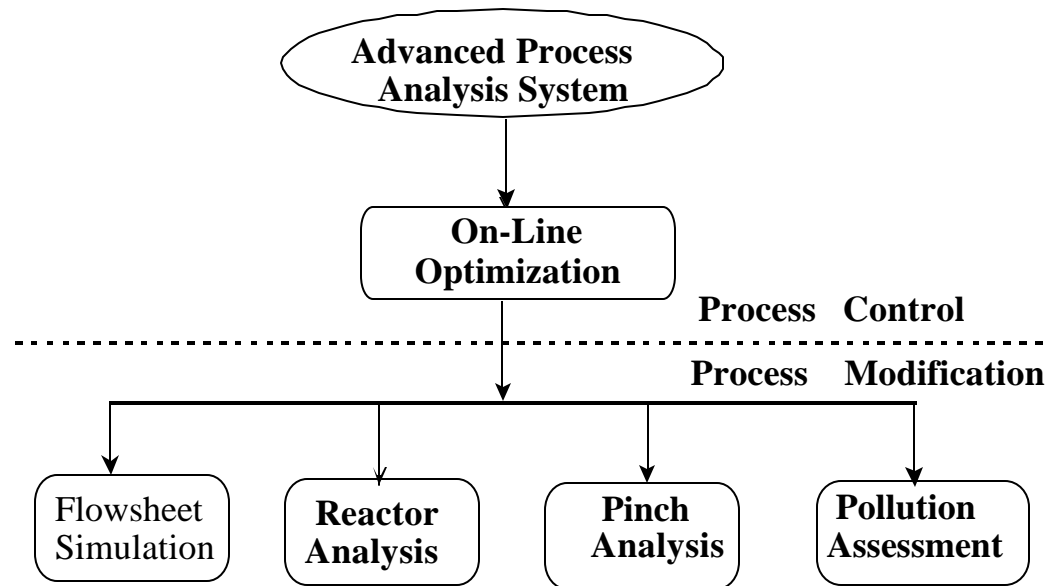 Advanced Process
Analysis System
On-Line
Optimization
Process Control
Process Modification
Flowsheet
Simulation
Reactor
Analysis
Pinch
Analysis
Pollution
Assessment